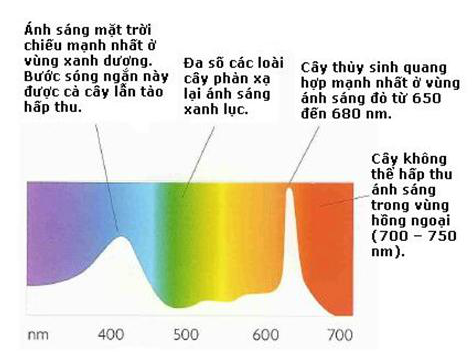 Ánh sáng mặt trời
chiếu mạnh nhất ở
vùng xanh dương.
Bước sóng ngắn này
được cả cây lẫn tảo
hấp thu.
Đa số các loài
cây phản xạ
lại ánh sáng
xanh lục.
Cây thủy sinh quang
hợp mạnh nhất ở vùng
ánh sáng đỏ từ 650
đến 680 nm.
Cây không
thể hấp thu
ánh sáng
trong vùng
hồng ngoại
(700 – 750
nm).
nm 400 500 600 700